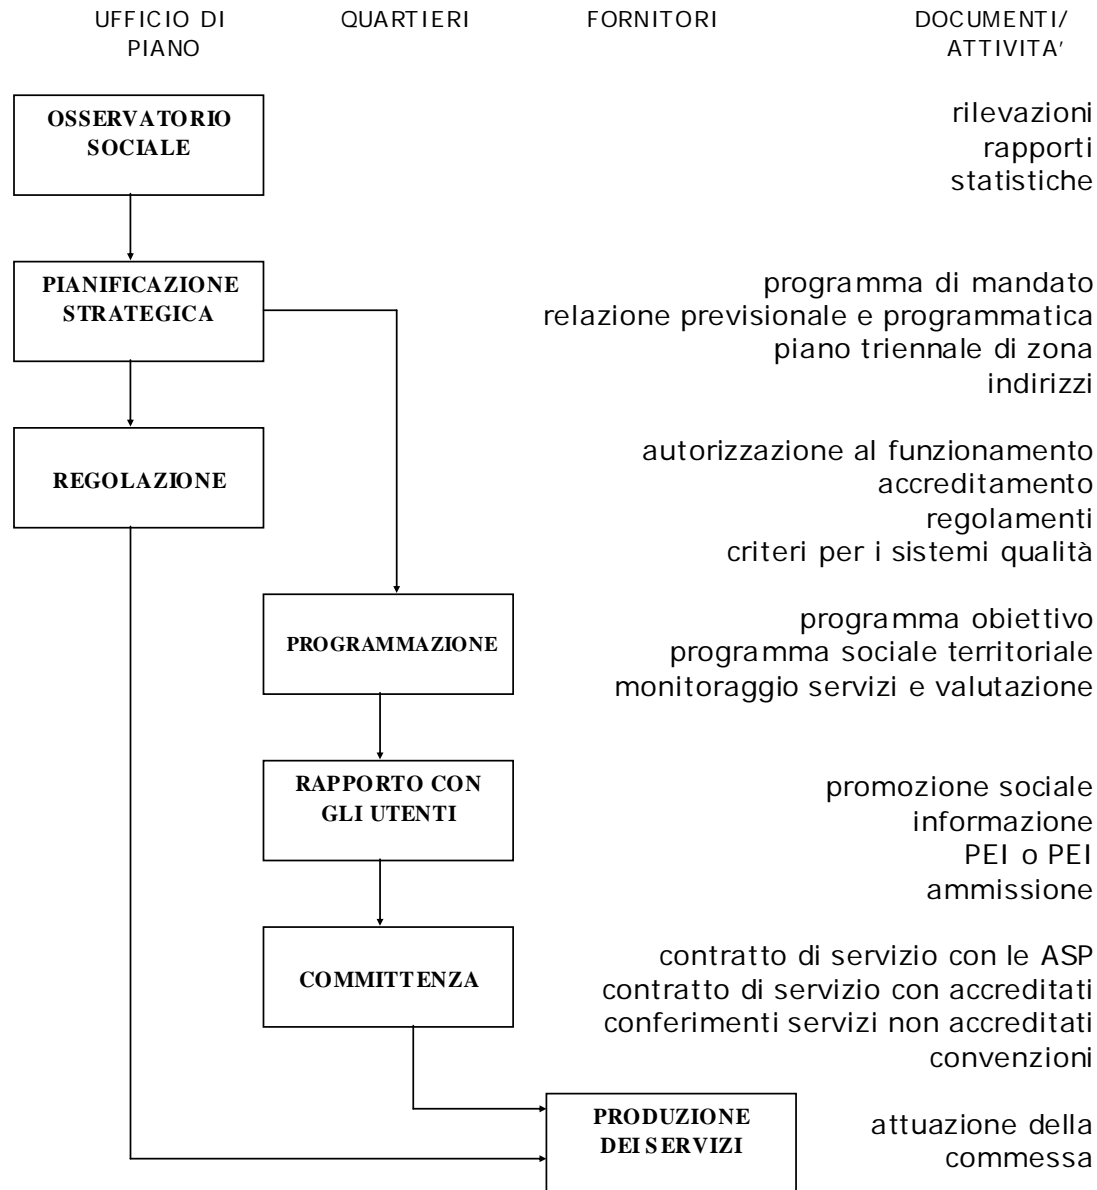 UFFICIO DI
PIANO
QUARTIERI
FORNITORI
DOCUMENTI/
ATTIVITA'
OSSERVATORIO
SOCIALE
rilevazioni
rapporti
statistiche
PIANIFICAZIONE
STRATEGICA
programma di mandato
relazione previsionale e programmatica
piano triennale di zona
indirizzi
REGOLAZIONE
autorizzazione al funzionamento
accreditamento
regolamenti
criteri per i sistemi qualità
PROGRAMMAZIONE
programma obiettivo
programma sociale territoriale
monitoraggio servizi e valutazione
RAPPORTO CON
GLI UTENTI
promozione sociale
informazione
PEI o PEI
ammissione
COMMITTENZA
contratto di servizio con le ASP
contratto di servizio con accreditati
conferimenti servizi non accreditati
convenzioni
PRODUZIONE
DEI SERVIZI
attuazione della
commessa